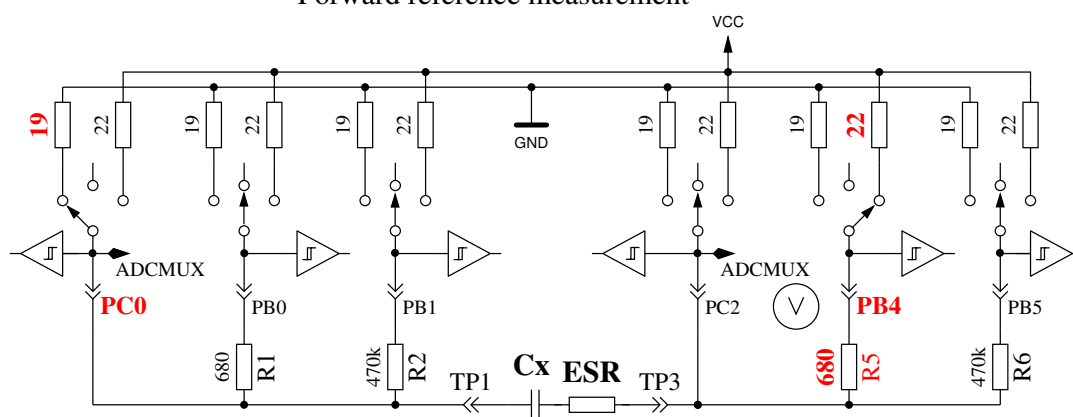 Forward reference measurement
VCC
19 22 19 22 19 22 19 22 19 22 19 22
GND
ADCMUX ADCMUX
PC0 PB0 PB1 PC2 V PB4 PB5
680 R1 470k R2 680 R5 470k R6
TP1 Cx ESR TP3